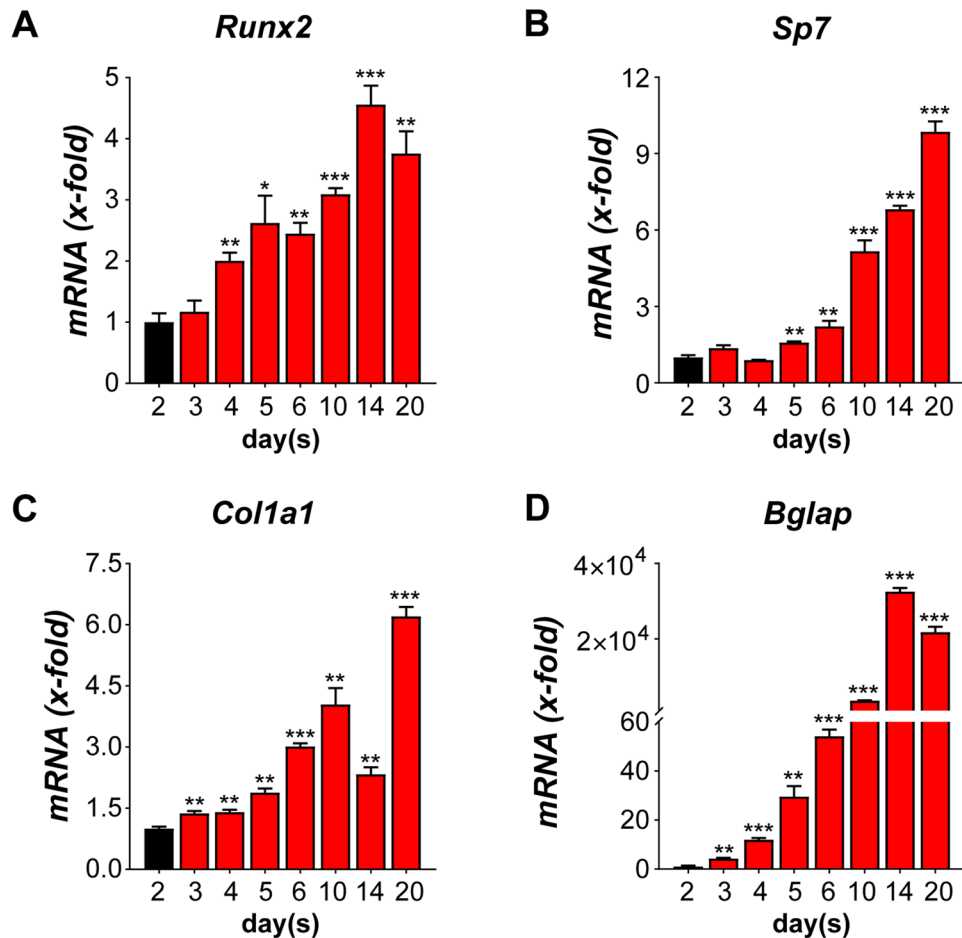 A Runx2
mRNA (x-fold)
5
4
3
2
1
0
** * ** *** *** **
2 3 4 5 6 10 14 20
day(s)
B Sp7
mRNA (x-fold)
12
9
6
3
0
** ** *** *** ***
2 3 4 5 6 10 14 20
day(s)
C Col1a1
mRNA (x-fold)
7.5
6.0
4.5
3.0
1.5
0.0
** ** ** *** ** ** ***
2 3 4 5 6 10 14 20
day(s)
D Bglap
mRNA (x-fold)
4×10⁴
2×10⁴
60
40
20
0
** *** ** *** *** *** ***
2 3 4 5 6 10 14 20
day(s)